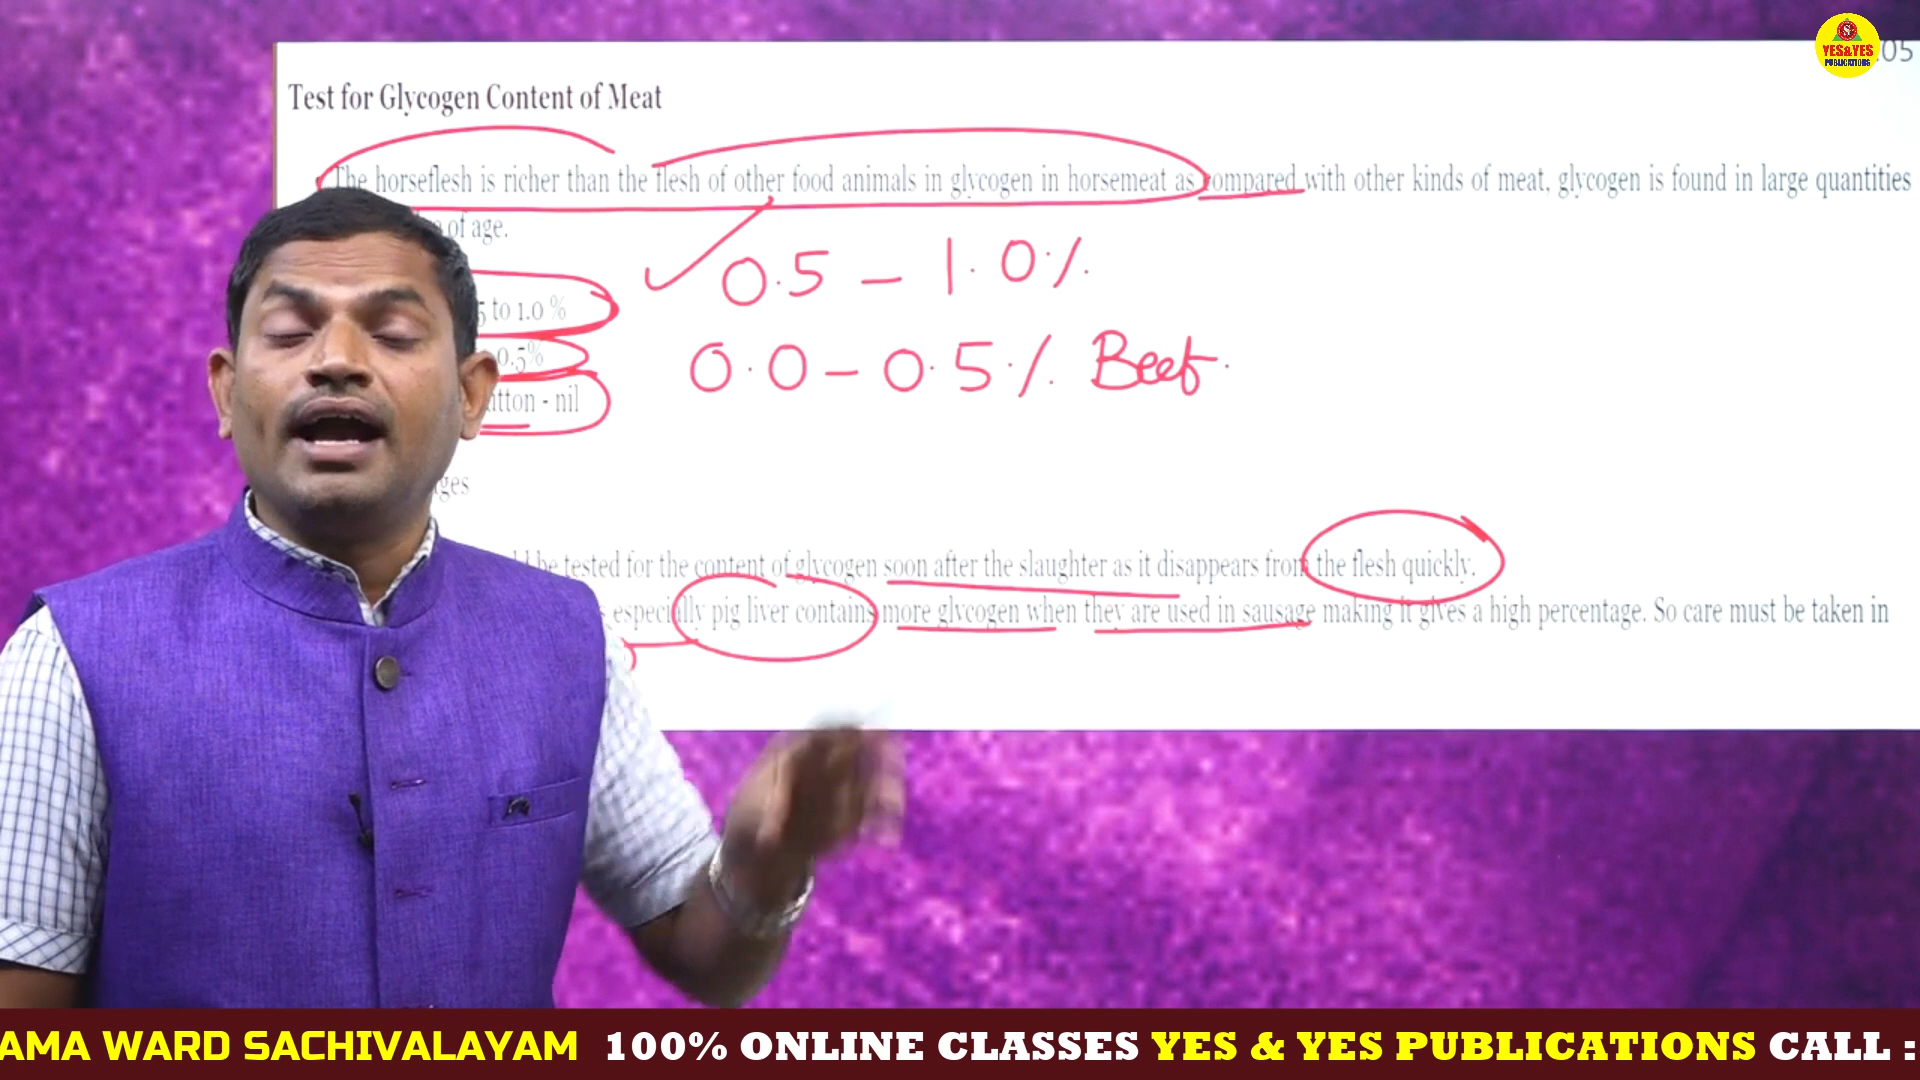 YES&YES
PUBLICATIONS
05
Test for Glycogen Content of Meat
The horseflesh is richer than the flesh of other food animals in glycogen in horsemeat as compared with other kinds of meat, glycogen is found in large quantities
of age.
0.5 - 1.0%
5 to 1.0 %
0.5%
0.0 - 0.5% Beef.
tton - nil
ges
be tested for the content of glycogen soon after the slaughter as it disappears from the flesh quickly.
especially pig liver contains more glycogen when they are used in sausage making it gives a high percentage. So care must be taken in
AMA WARD SACHIVALAYAM 100% ONLINE CLASSES YES & YES PUBLICATIONS CALL :